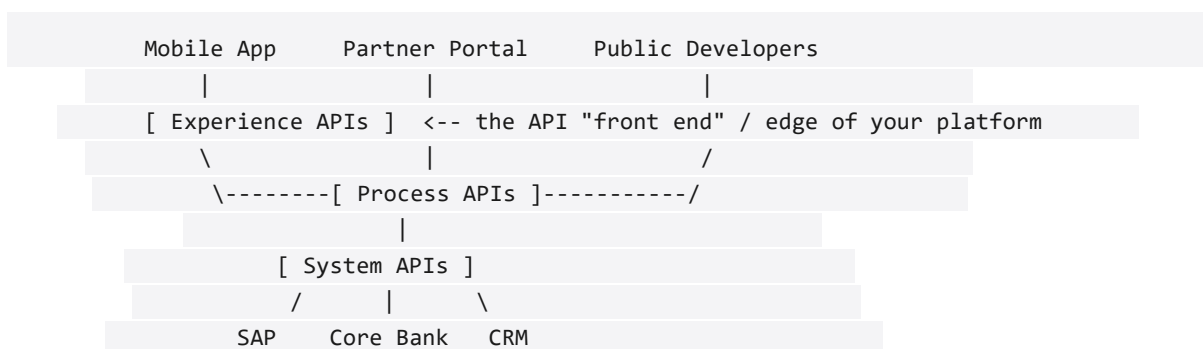 Mobile App     Partner Portal     Public Developers
|                |                    |
[ Experience APIs ]  <-- the API "front end" / edge of your platform
\                |                    /
\--------[ Process APIs ]-----------/
|
[ System APIs ]
/      |      \
SAP    Core Bank   CRM